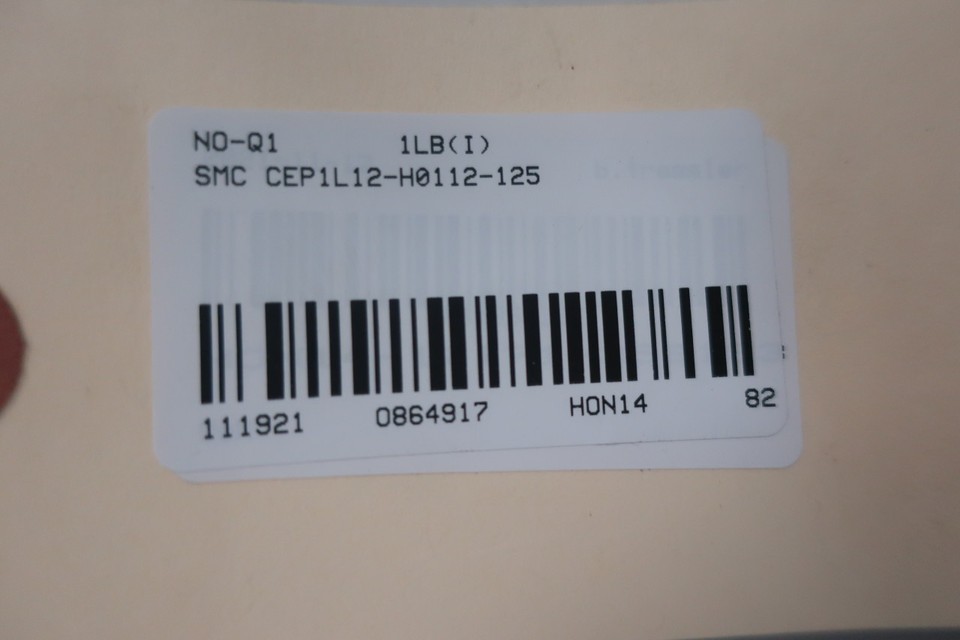 NO-Q1 1LB(I)
SMC CEP1L12-H0112-125
111921 0864917 HON14 82